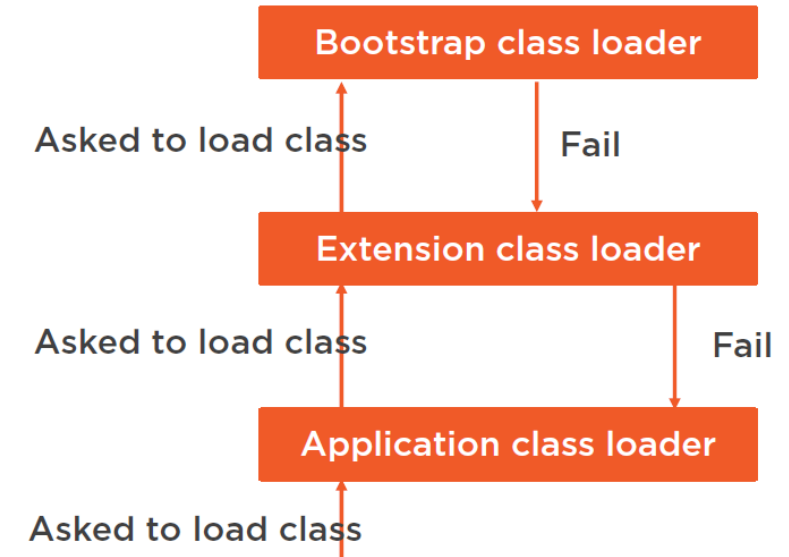 Bootstrap class loader
Asked to load class
Fail
Extension class loader
Asked to load class
Fail
Application class loader
Asked to load class